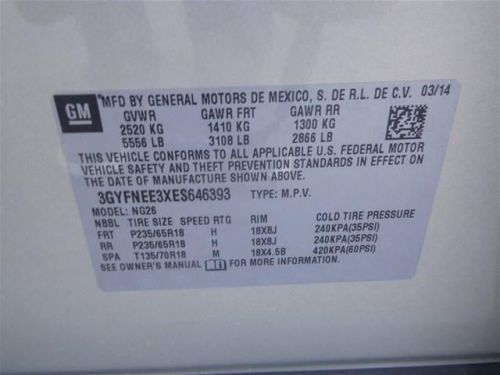 GM
MFD BY GENERAL MOTORS DE MEXICO, S. DE R.L. DE C.V. 03/14
GVWR GAWR FRT GAWR RR
2520 KG 1410 KG 1300 KG
5556 LB 3108 LB 2866 LB
THIS VEHICLE CONFORMS TO ALL APPLICABLE U.S. FEDERAL MOTOR
VEHICLE SAFETY, BUMPER, AND THEFT PREVENTION STANDARDS IN EFFECT ON
THE DATE OF MANUFACTURE SHOWN ABOVE.
3GYFNEE3XES646393 TYPE: M.P.V.
MODEL: NG26
NBBL TIRE SIZE SPEED RTG RIM COLD TIRE PRESSURE
FRT P235/65R18 H 18X8J 240KPA(35PSI)
RR P235/65R18 H 18X8J 240KPA(35PSI)
SPA T135/70R18 M 18X4.5B 420KPA(60PSI)
SEE OWNER'S MANUAL FOR MORE INFORMATION.